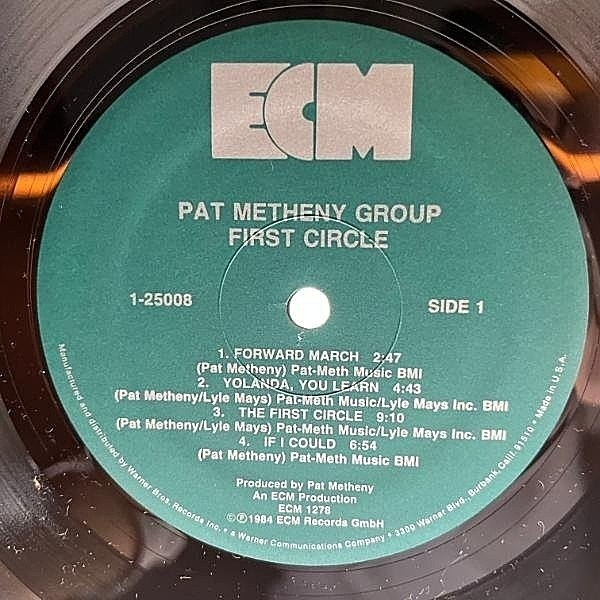 ECM
PAT METHENY GROUP
FIRST CIRCLE
1-25008
SIDE 1
1. FORWARD MARCH 2:47
(Pat Metheny) Pat-Meth Music BMI
2. YOLANDA, YOU LEARN 4:43
(Pat Metheny/Lyle Mays) Pat-Meth Music/Lyle Mays Inc. BMI
3. THE FIRST CIRCLE 9:10
(Pat Metheny/Lyle Mays) Pat-Meth Music/Lyle Mays Inc. BMI
4. IF I COULD 6:54
(Pat Metheny) Pat-Meth Music BMI
Produced by Pat Metheny
An ECM Production
ECM 1278
©℗1984 ECM Records GmbH
Manufactured and distributed by Warner Bros. Records Inc. • a Warner Communications Company • 3300 Warner Blvd., Burbank, Calif. 91510 • Made in U.S.A.